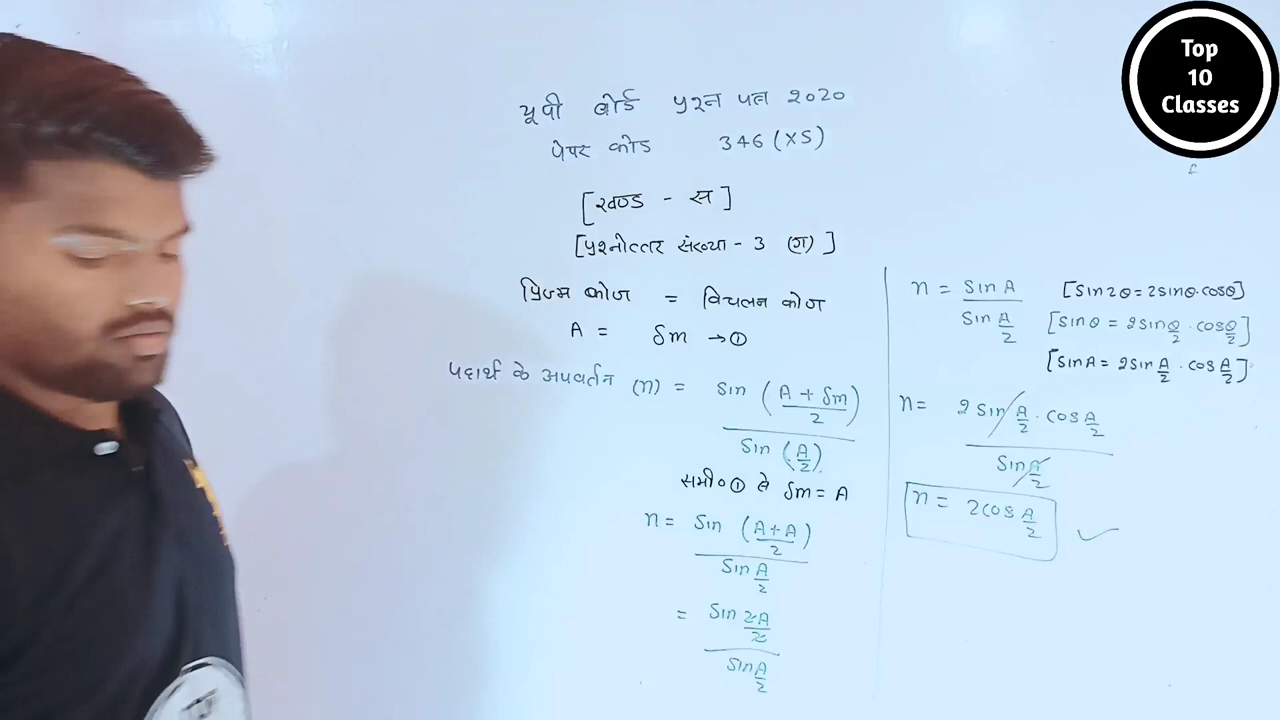 Top
10
Classes
यूपी बोर्ड प्रश्न पत्र 2020
पेपर कोड 346 (XS)
[खण्ड - स]
[प्रश्नोत्तर संख्या - 3 (ग)]
प्रिज्म कोण = विचलन कोण
A = δm → ①
पदार्थ के अपवर्तन (n) = sin (A + δm / 2) / sin (A/2)
समी० ① से δm = A
n = sin (A + A / 2) / sin A/2
= sin 2A/2 / sin A/2
n = sin A / sin A/2 [sin2θ = 2sinθ.cosθ]
[sinθ = 2sin θ/2 . cos θ/2]
[sin A = 2sin A/2 . cos A/2]
n = 2 sin A/2 . cos A/2 / sin A/2
n = 2cos A/2